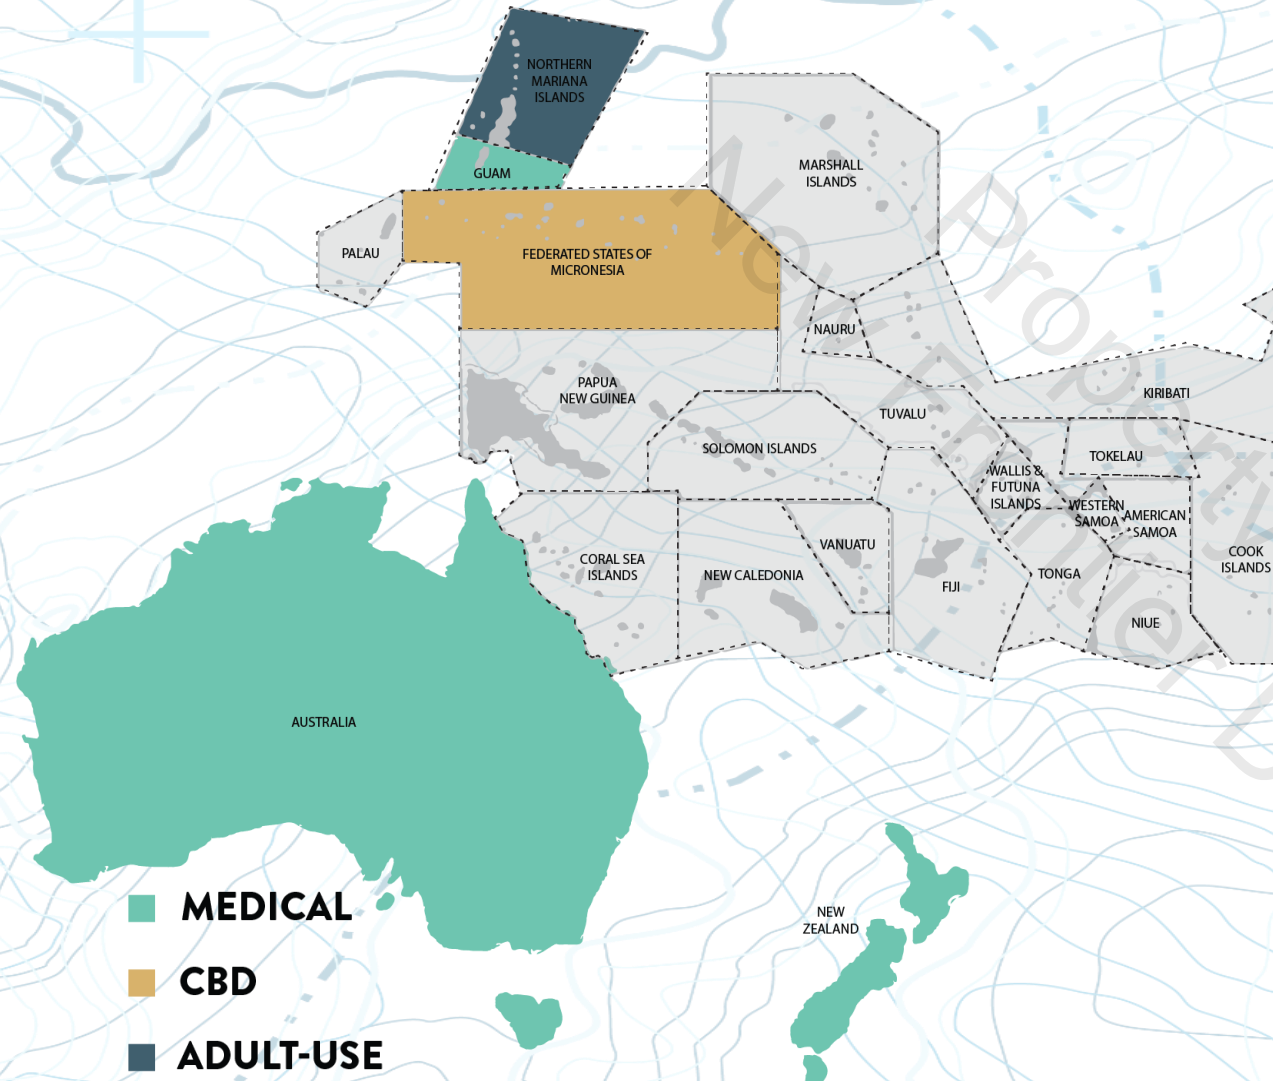 NORTHERN
MARIANA
ISLANDS
GUAM
MARSHALL
ISLANDS
PALAU
FEDERATED STATES OF
MICRONESIA
NAURU
PAPUA
NEW GUINEA
KIRIBATI
TUVALU
SOLOMON ISLANDS
TOKELAU
WALLIS &
FUTUNA
ISLANDS
WESTERN
SAMOA
AMERICAN
SAMOA
CORAL SEA
ISLANDS
NEW CALEDONIA
VANUATU
FIJI
TONGA
COOK
ISLANDS
NIUE
AUSTRALIA
NEW
ZEALAND
MEDICAL
CBD
ADULT-USE
Property
New Frontier D